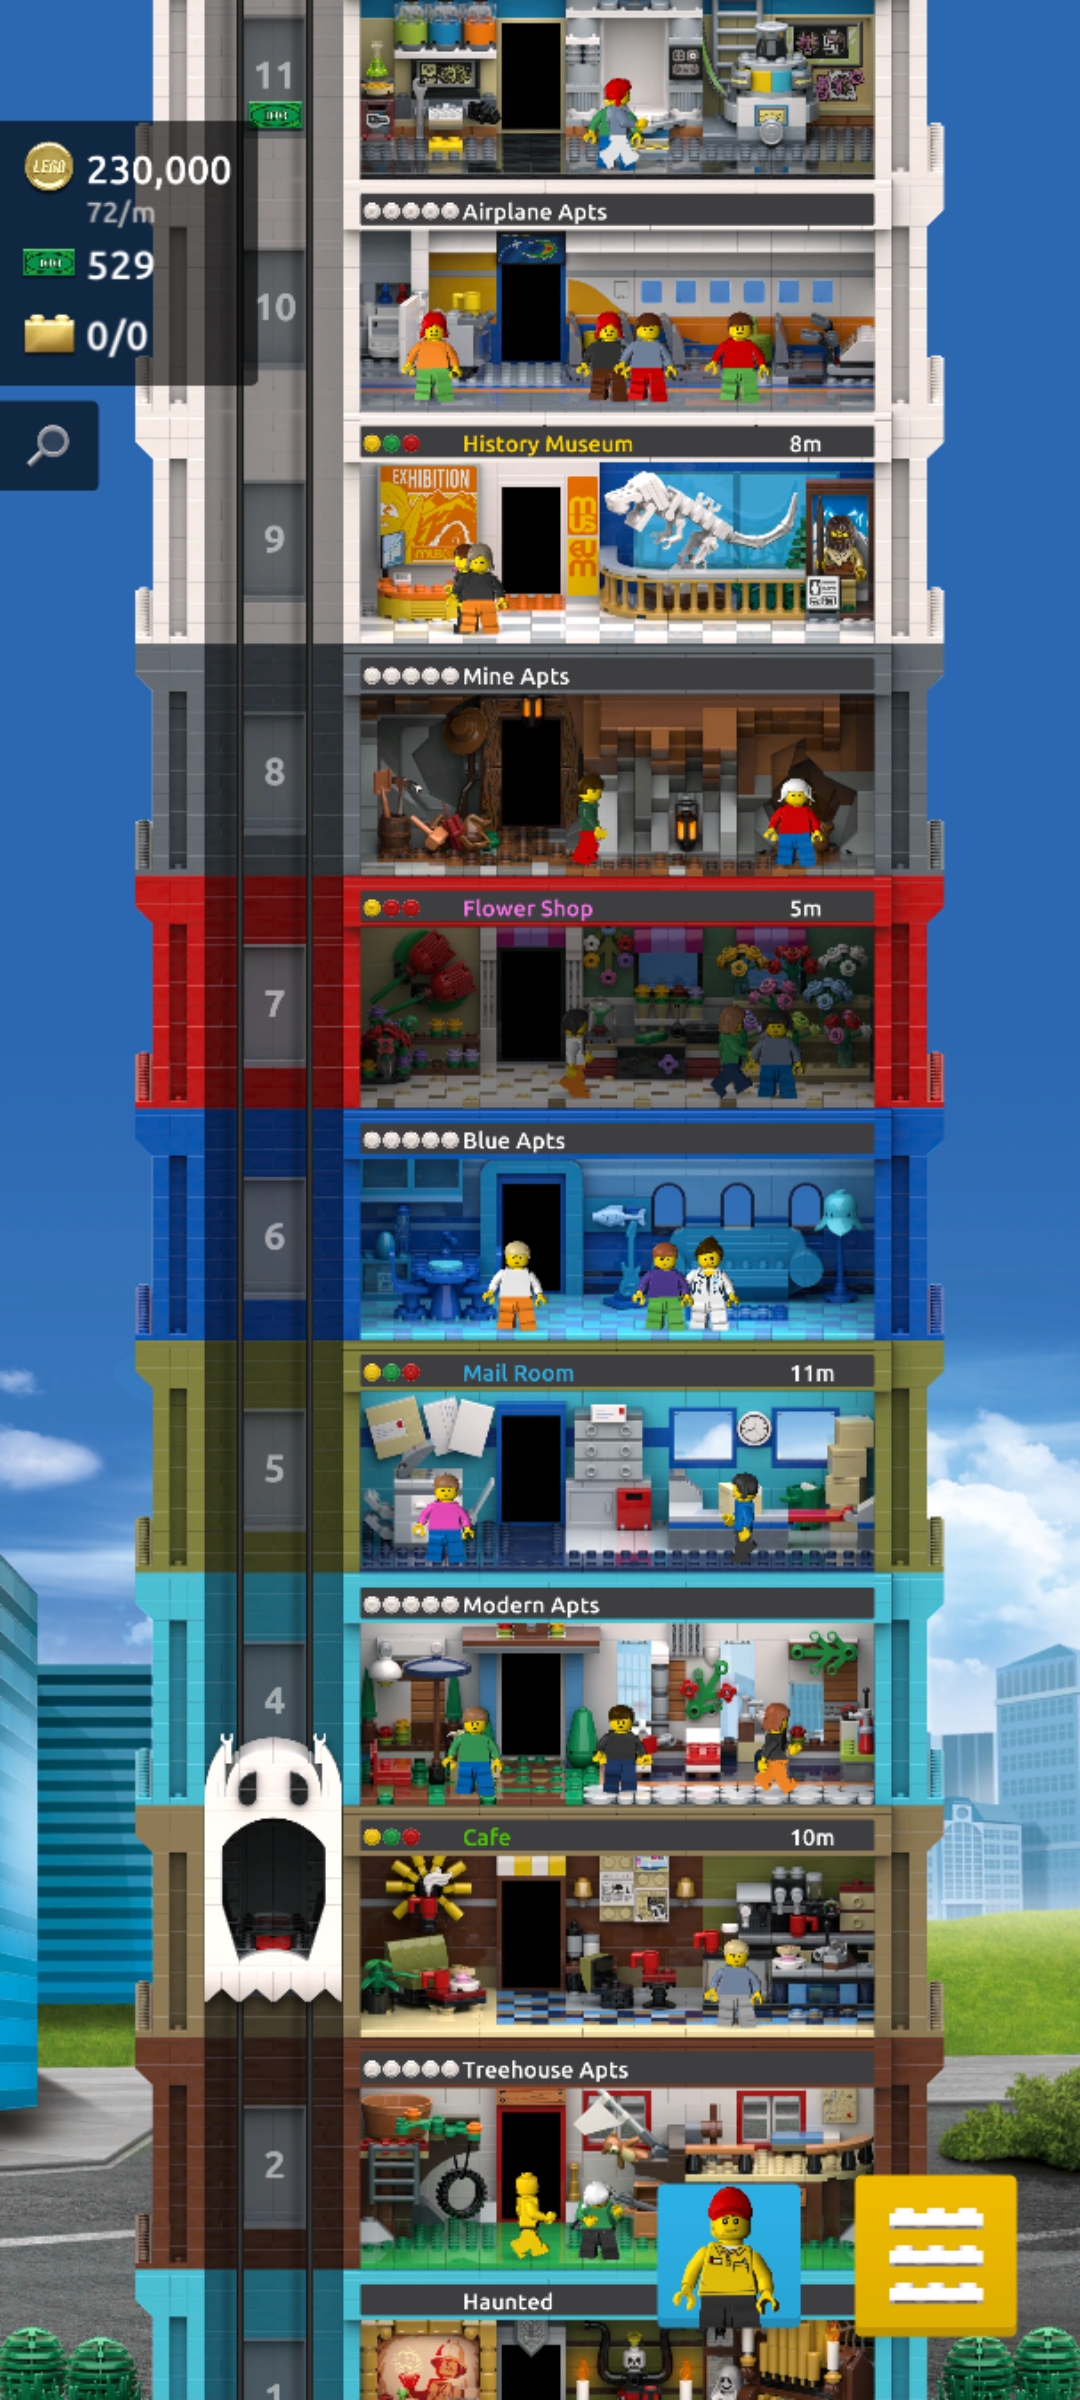 11
LEGO 230,000
72/m
529
0/0
Airplane Apts
10
History Museum 8m
EXHIBITION
museum
9
Mine Apts
8
Flower Shop 5m
7
Blue Apts
6
Mail Room 11m
5
Modern Apts
4
Cafe 10m
Treehouse Apts
2
Haunted
1